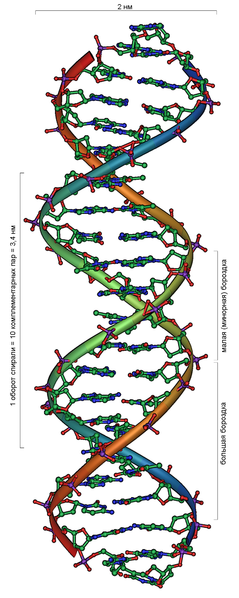 2 нм
1 оборот спирали = 10 комплементарных пар = 3,4 нм
малая (минорная) бороздка
большая бороздка